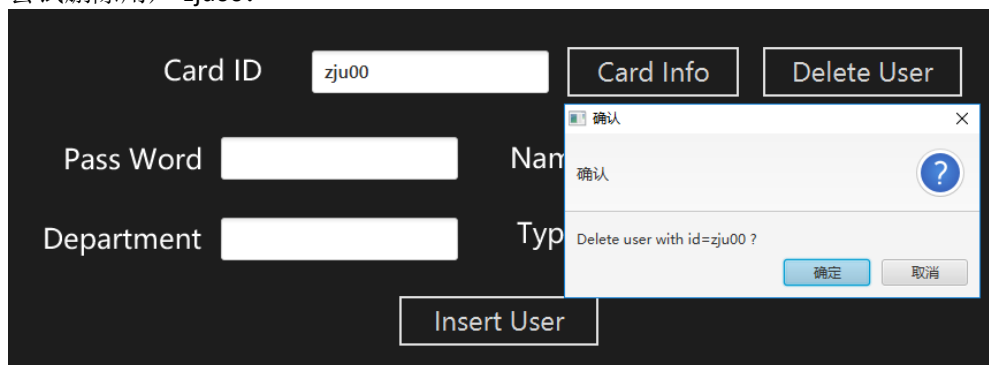 Card ID zju00 Card Info Delete User
确认
Pass Word Nam
确认
Department Typ
Delete user with id=zju00 ?
确定 取消
Insert User